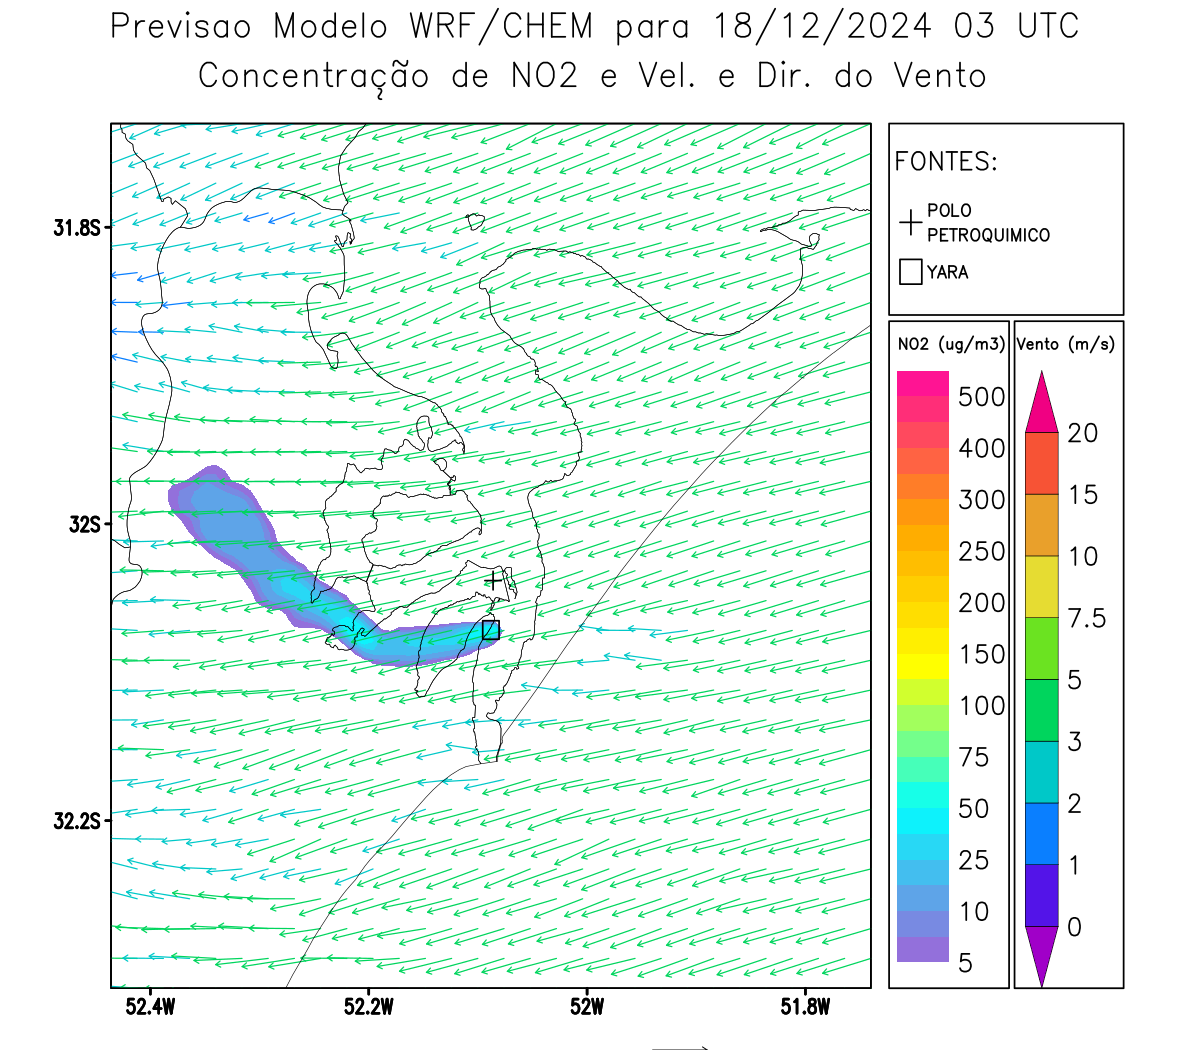 Previsao Modelo WRF/CHEM para 18/12/2024 03 UTC
Concentração de NO2 e Vel. e Dir. do Vento
FONTES:
POLO
PETROQUIMICO
YARA
NO2 (ug/m3)
500
400
300
250
200
150
100
75
50
25
10
5
Vento (m/s)
20
15
10
7.5
5
3
2
1
0
31.8S
32S
32.2S
52.4W
52.2W
52W
51.8W